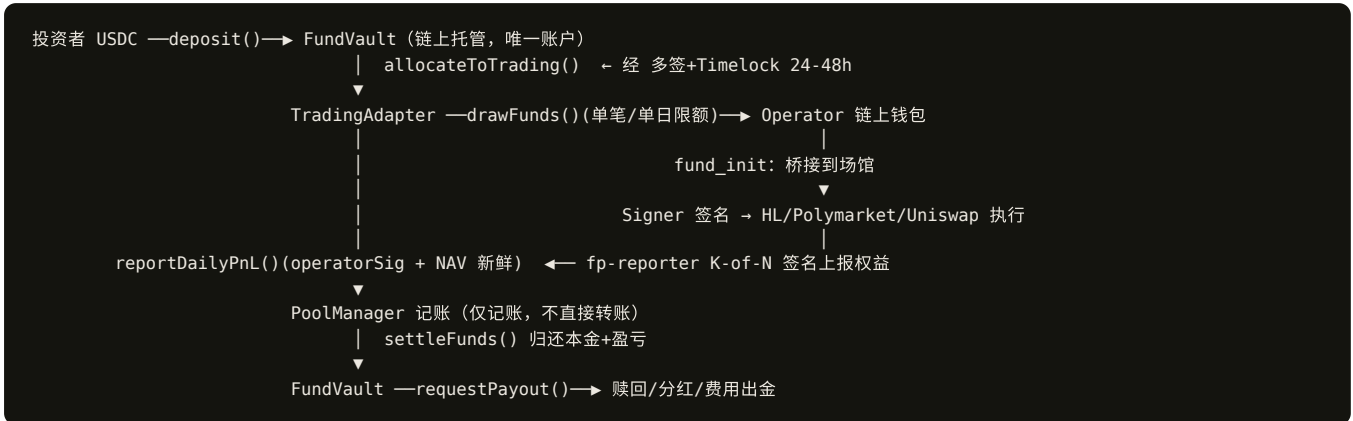 投资者 USDC ──deposit()──▶ FundVault（链上托管，唯一账户）
│ allocateToTrading() ← 经 多签+Timelock 24-48h
▼
TradingAdapter ──drawFunds()(单笔/单日限额)──▶ Operator 链上钱包
│ │
│ fund_init：桥接到场馆
│ ▼
│ Signer 签名 → HL/Polymarket/Uniswap 执行
│ │
reportDailyPnL()(operatorSig + NAV 新鲜) ◀── fp-reporter K-of-N 签名上报权益
▼
PoolManager 记账（仅记账，不直接转账）
│ settleFunds() 归还本金+盈亏
▼
FundVault ──requestPayout()──▶ 赎回/分红/费用出金